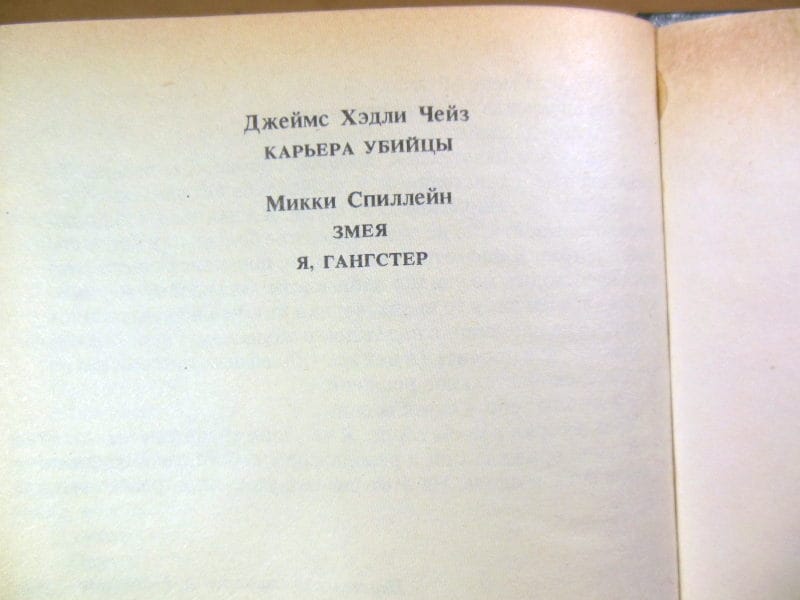 Джеймс Хэдли Чейз
КАРЬЕРА УБИЙЦЫ
Микки Спиллейн
ЗМЕЯ
Я, ГАНГСТЕР